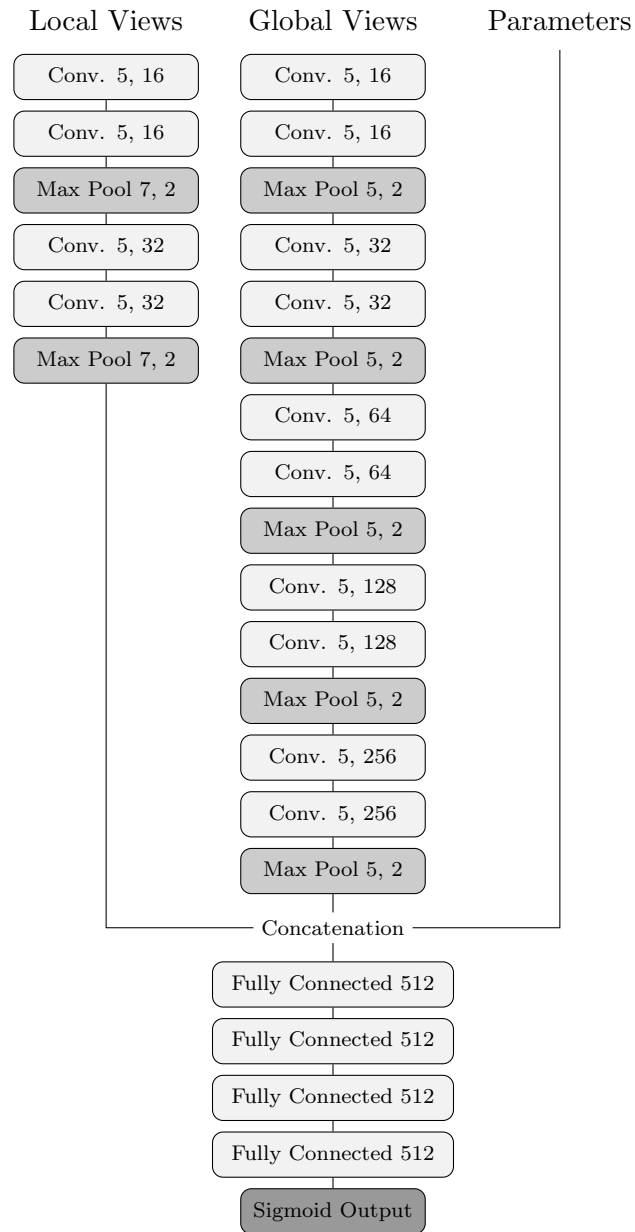 Local Views
Global Views
Parameters
Conv. 5, 16
Conv. 5, 16
Max Pool 7, 2
Conv. 5, 32
Conv. 5, 32
Max Pool 7, 2
Conv. 5, 16
Conv. 5, 16
Max Pool 5, 2
Conv. 5, 32
Conv. 5, 32
Max Pool 5, 2
Conv. 5, 64
Conv. 5, 64
Max Pool 5, 2
Conv. 5, 128
Conv. 5, 128
Max Pool 5, 2
Conv. 5, 256
Conv. 5, 256
Max Pool 5, 2
Concatenation
Fully Connected 512
Fully Connected 512
Fully Connected 512
Fully Connected 512
Sigmoid Output